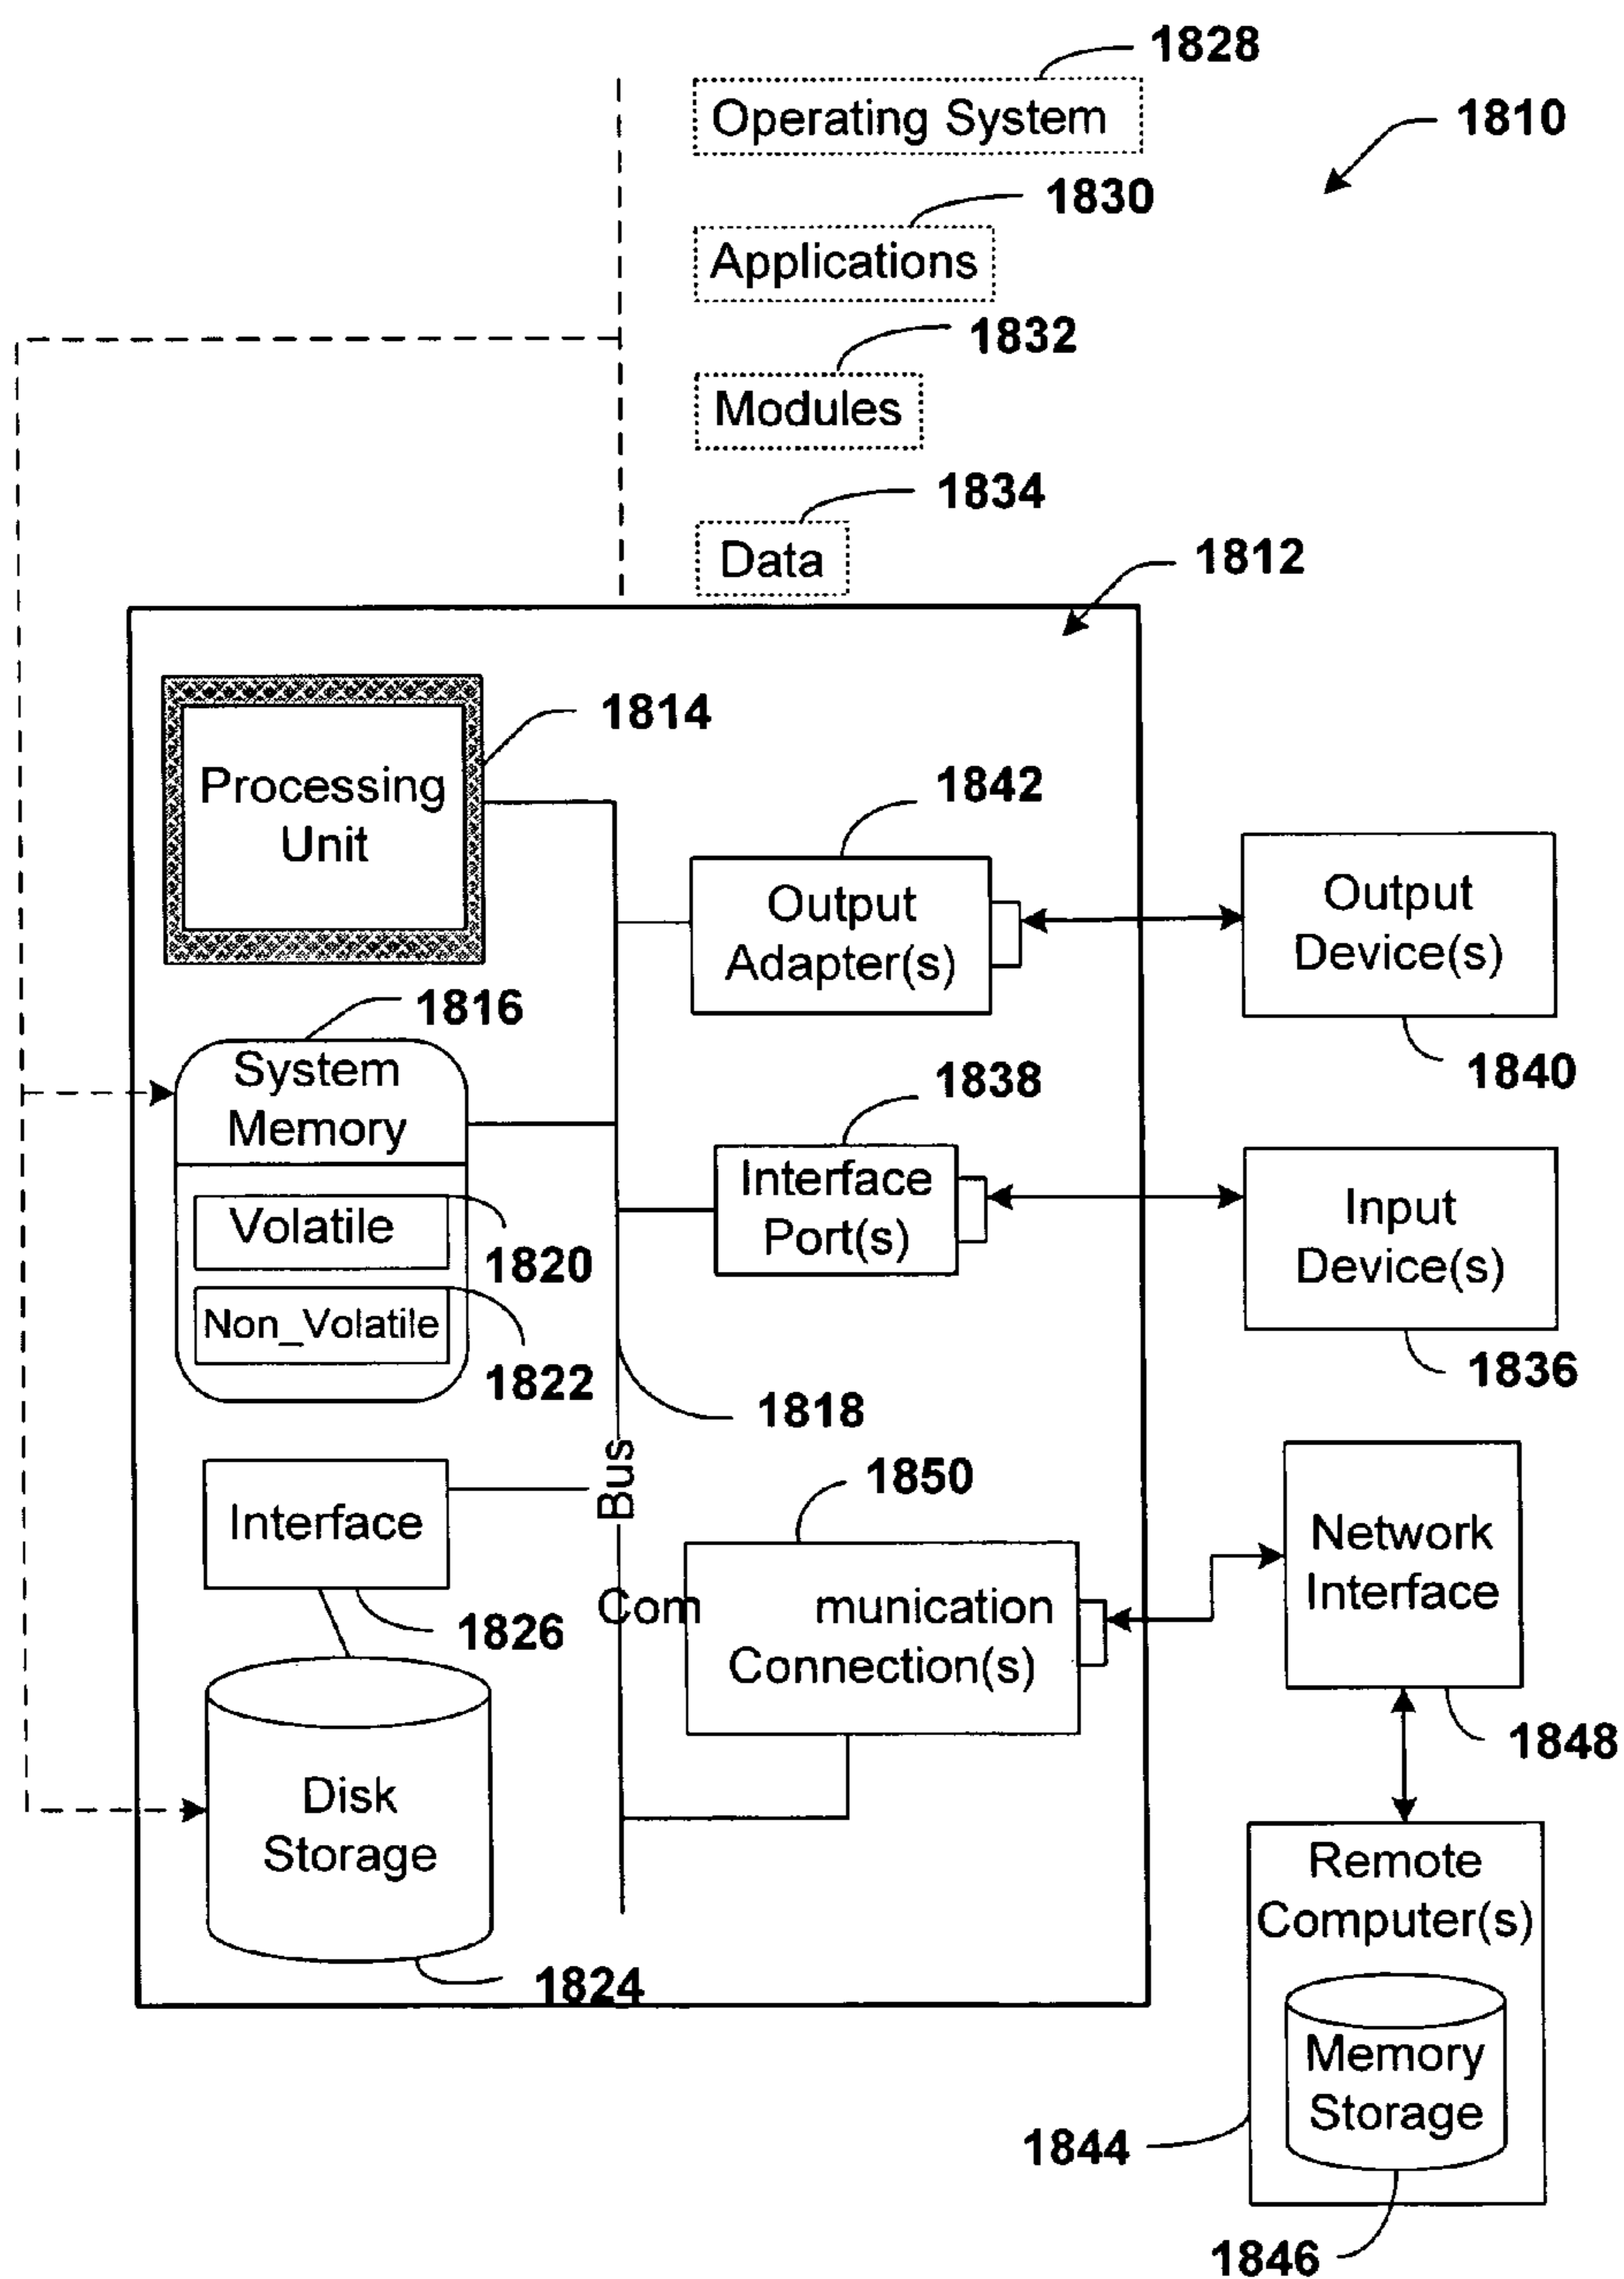 1828
Operating System
1810
1830
Applications
1832
Modules
1834
Data
1812
1814
Processing
Unit
1842
Output
Adapter(s)
Output
Device(s)
1840
1816
System
Memory
1838
Interface
Port(s)
Input
Device(s)
1836
Volatile
1820
Non_Volatile
1822
1818
Bus
1850
Interface
1826
Communication
Connection(s)
Network
Interface
1848
Disk
Storage
1824
Remote
Computer(s)
Memory
Storage
1844
1846